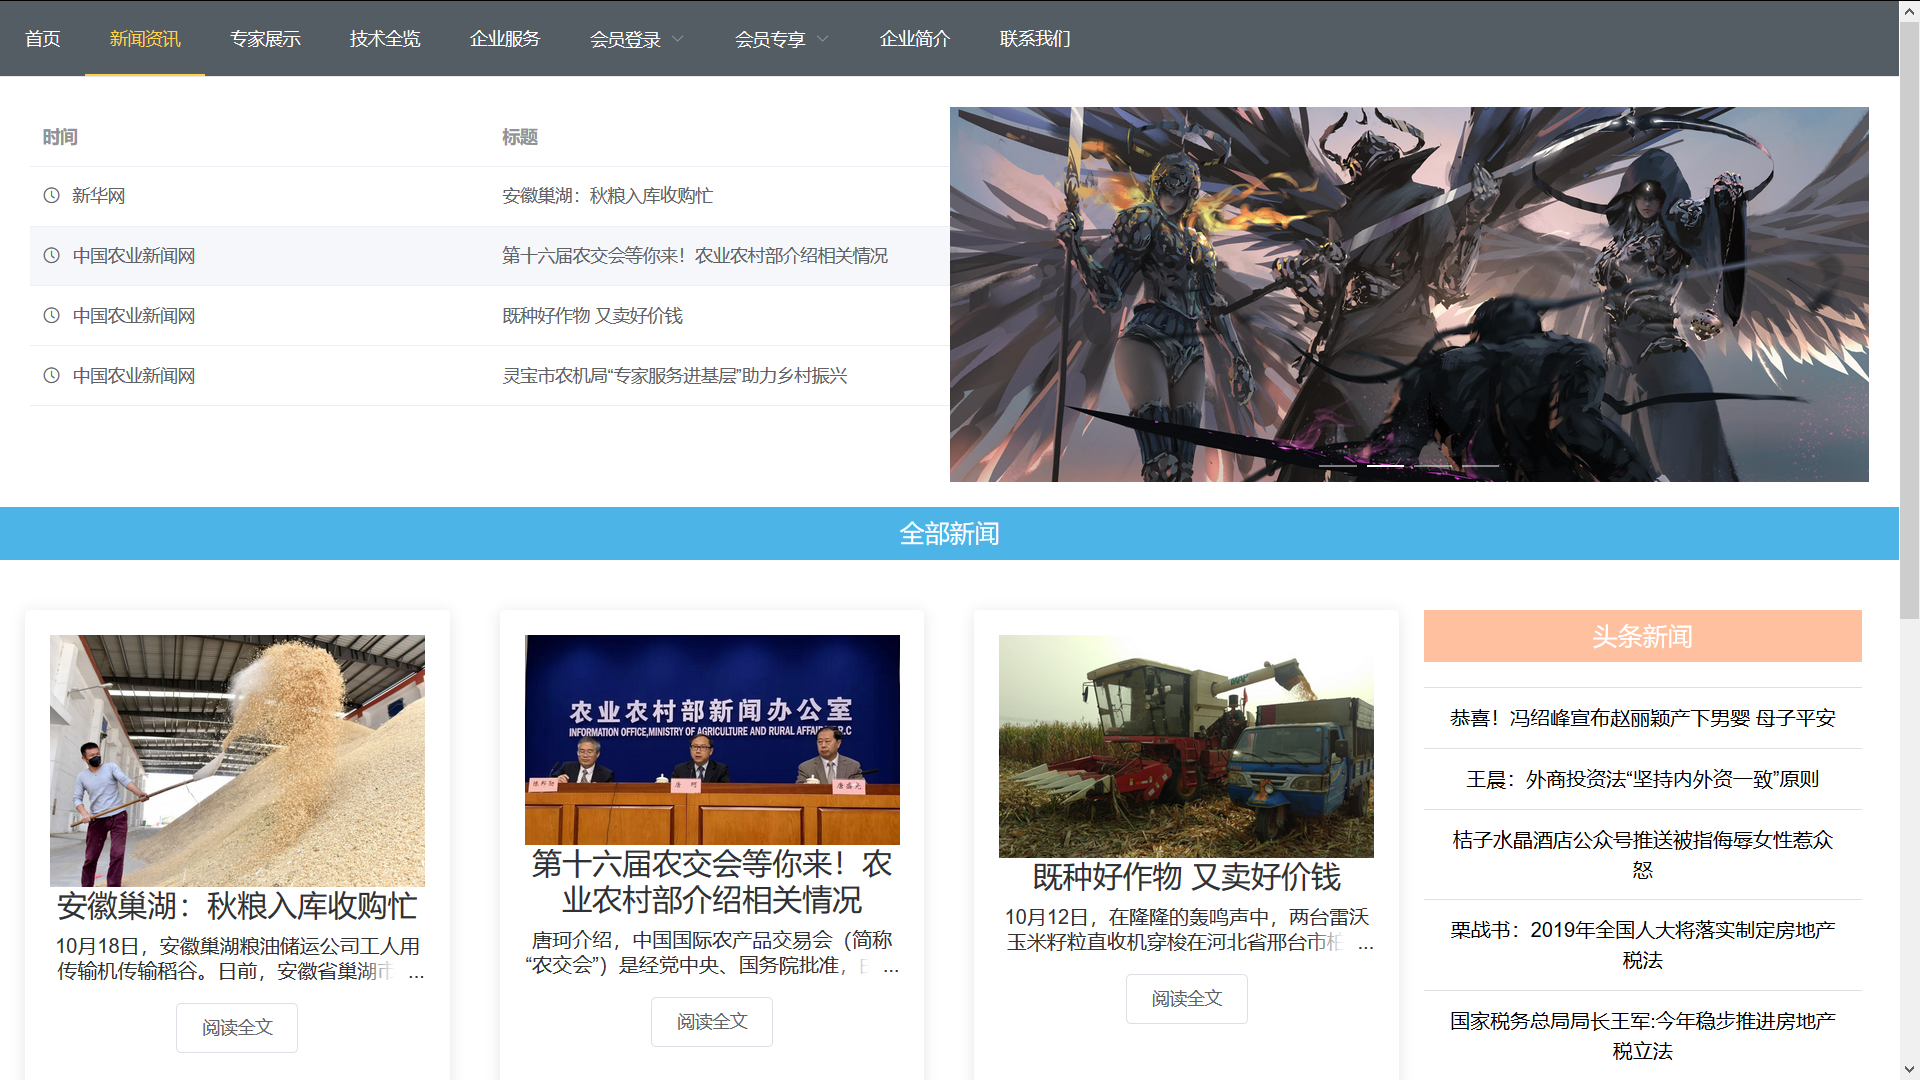 首页 新闻资讯 专家展示 技术全览 企业服务 会员登录 会员专享 企业简介 联系我们
时间 标题
新华网 安徽巢湖：秋粮入库收购忙
中国农业新闻网 第十六届农交会等你来！农业农村部介绍相关情况
中国农业新闻网 既种好作物 又卖好价钱
中国农业新闻网 灵宝市农机局“专家服务进基层”助力乡村振兴
全部新闻
安徽巢湖：秋粮入库收购忙
10月18日，安徽巢湖粮油储运公司工人用
传输机传输稻谷。日前，安徽省巢湖市 ...
阅读全文
农业农村部新闻办公室
INFORMATION OFFICE,MINISTRY OF AGRICULTURE AND RURAL AFFAIRS
唐珂
第十六届农交会等你来！农
业农村部介绍相关情况
唐珂介绍，中国国际农产品交易会（简称
“农交会”）是经党中央、国务院批准， ...
阅读全文
既种好作物 又卖好价钱
10月12日，在隆隆的轰鸣声中，两台雷沃
玉米籽粒直收机穿梭在河北省邢台市柏 ...
阅读全文
头条新闻
恭喜！冯绍峰宣布赵丽颖产下男婴 母子平安
王晨：外商投资法“坚持内外资一致”原则
桔子水晶酒店公众号推送被指侮辱女性惹众
怒
栗战书：2019年全国人大将落实制定房地产
税法
国家税务总局局长王军:今年稳步推进房地产
税立法